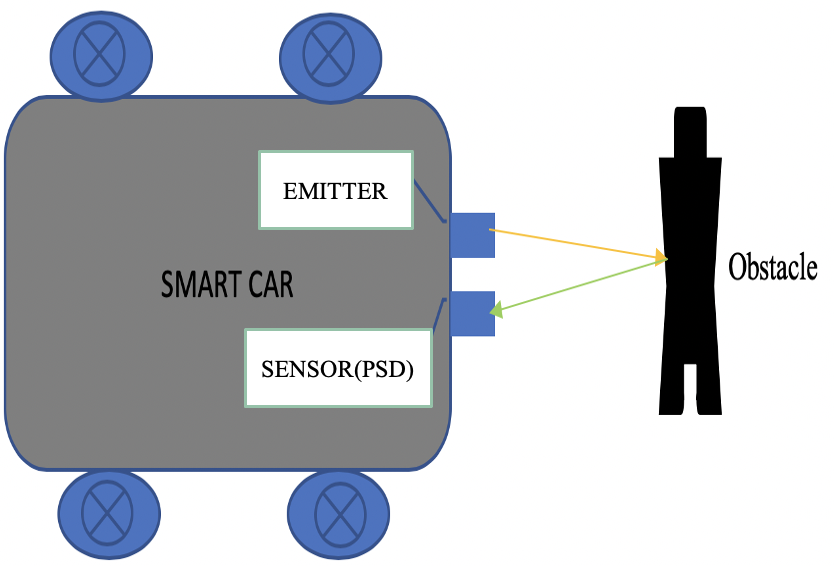 EMITTER
SMART CAR
Obstacle
SENSOR(PSD)